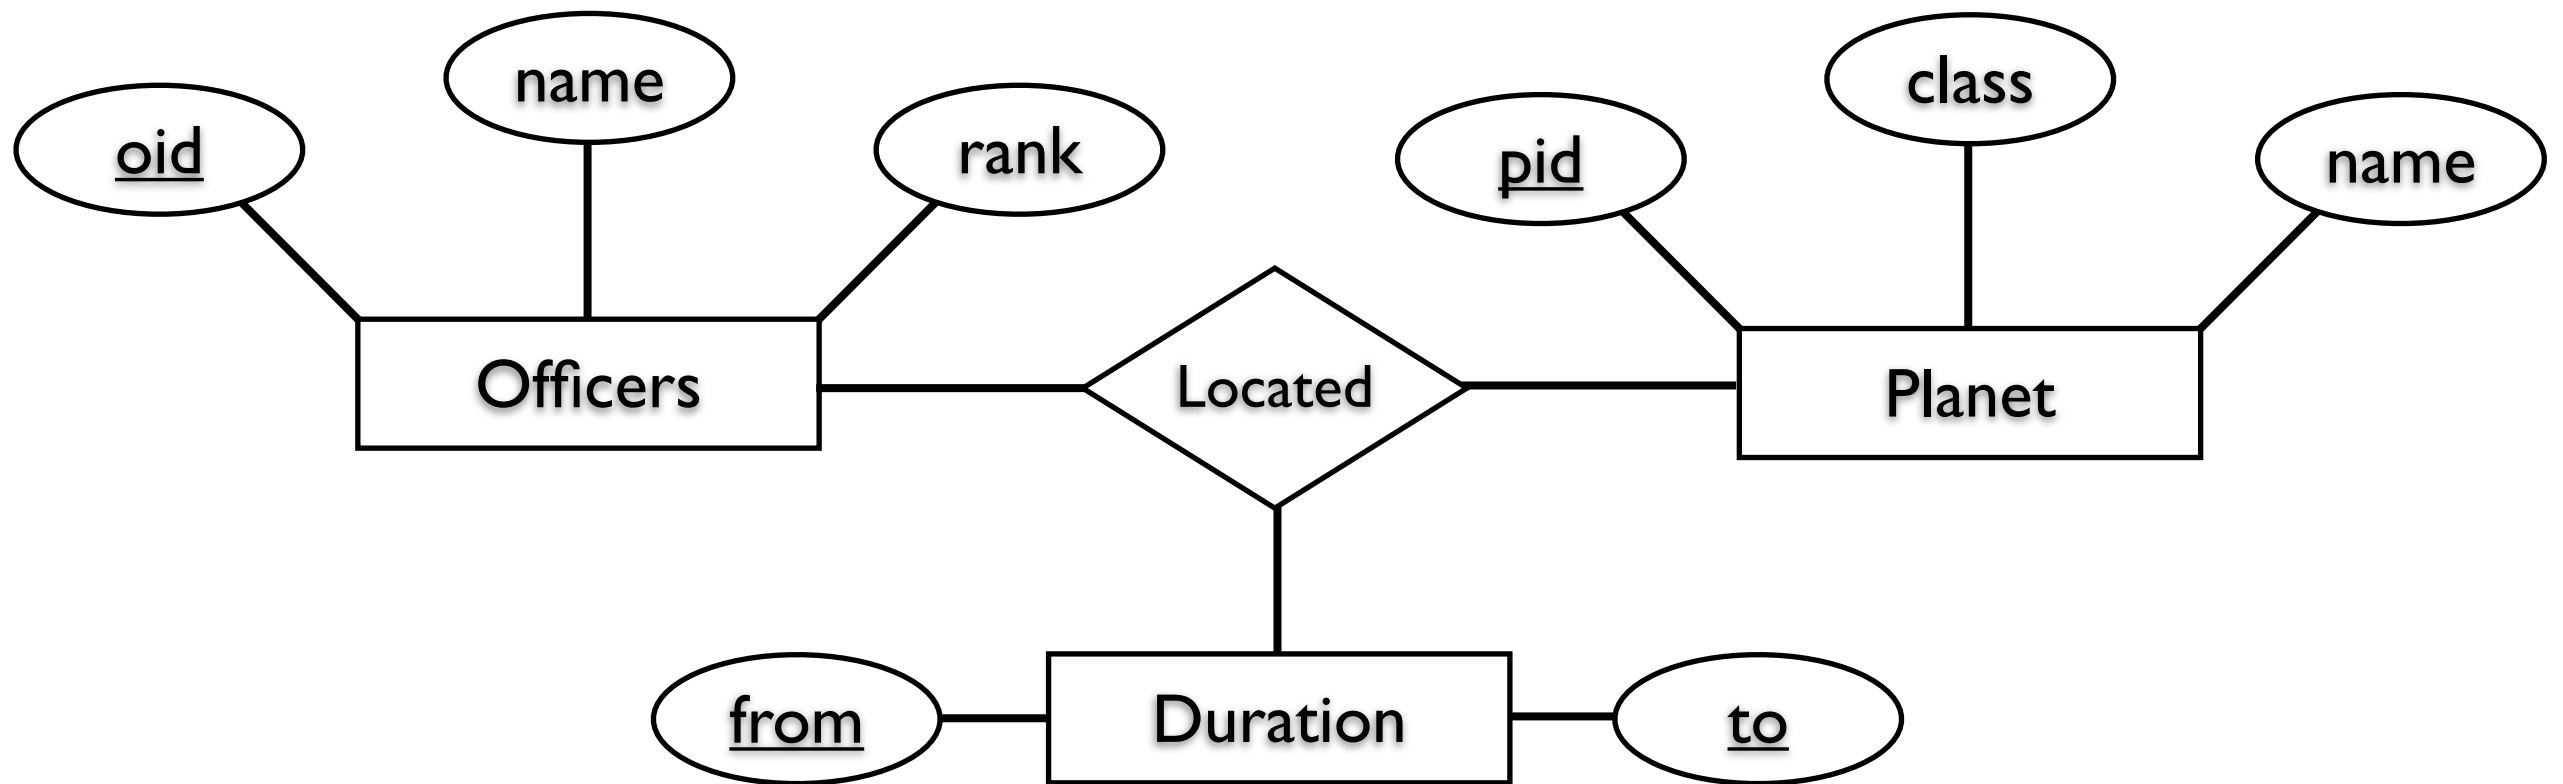 oid
name
rank
pid
class
name
Officers
Located
Planet
from
Duration
to